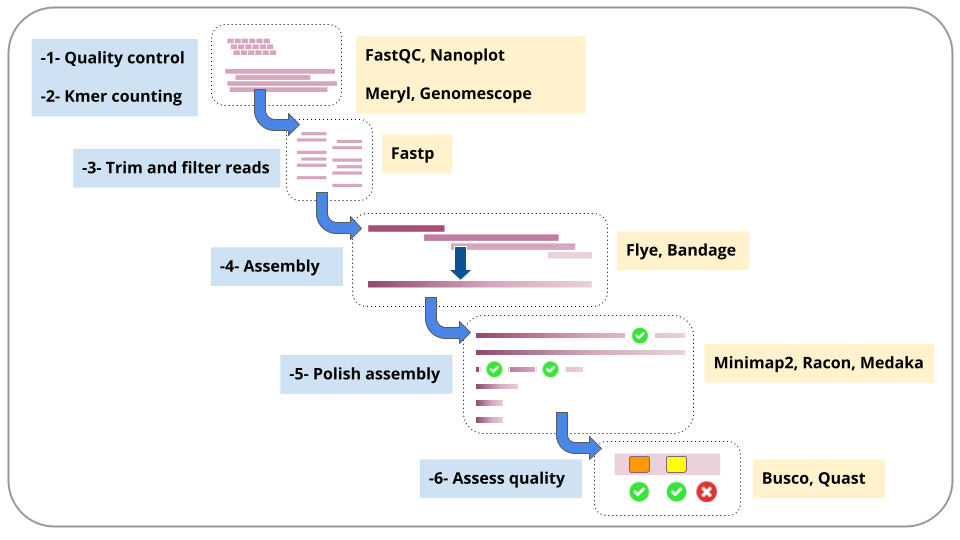 -1- Quality control
FastQC, Nanoplot
-2- Kmer counting
Meryl, Genomescope
-3- Trim and filter reads
Fastp
-4- Assembly
Flye, Bandage
-5- Polish assembly
Minimap2, Racon, Medaka
-6- Assess quality
Busco, Quast